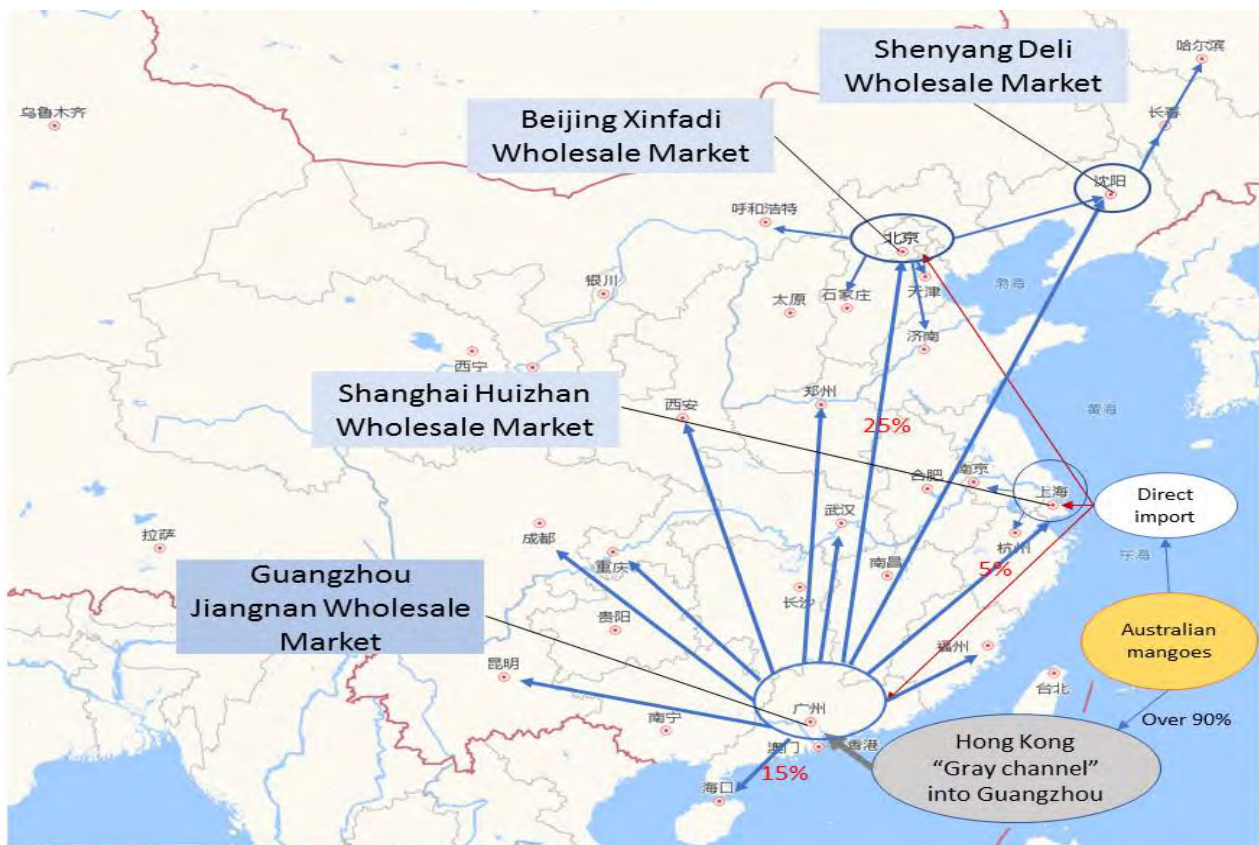 Shenyang Deli
Wholesale Market
哈尔滨
乌鲁木齐
长春
Beijing Xinfadi
Wholesale Market
沈阳
呼和浩特
北京
银川
天津
渤海
太原
石家庄
济南
西宁
Shanghai Huizhan
Wholesale Market
郑州
西安
黄海
25%
南京
合肥
上海
Direct
import
武汉
拉萨
成都
杭州
东海
重庆
南昌
5%
Guangzhou
Jiangnan Wholesale
Market
长沙
贵阳
Australian
mangoes
福州
昆明
台北
广州
Over 90%
南宁
澳门
香港
Hong Kong
“Gray channel”
into Guangzhou
15%
海口